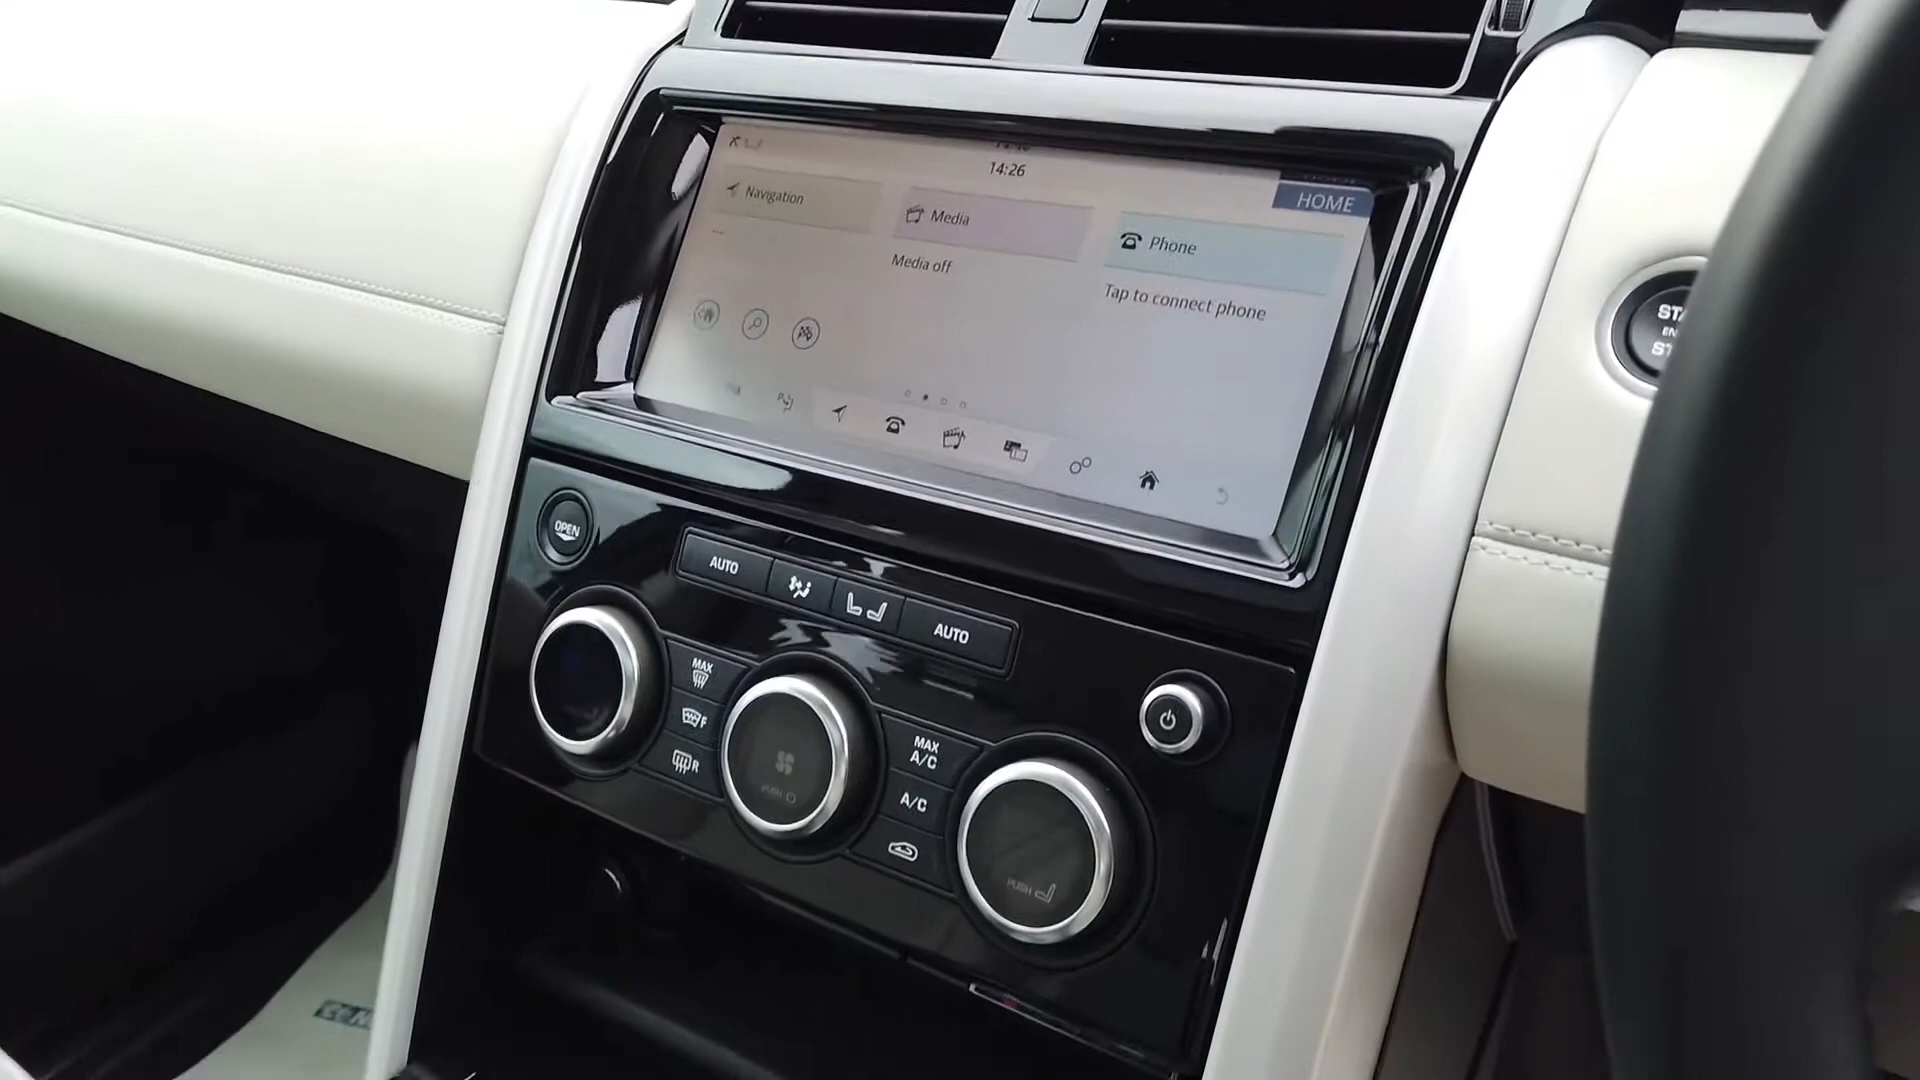 14:26
HOME
Navigation
Media
Phone
...
Media off
Tap to connect phone
OPEN
AUTO
AUTO
MAX
F
R
PUSH
MAX
A/C
A/C
PUSH